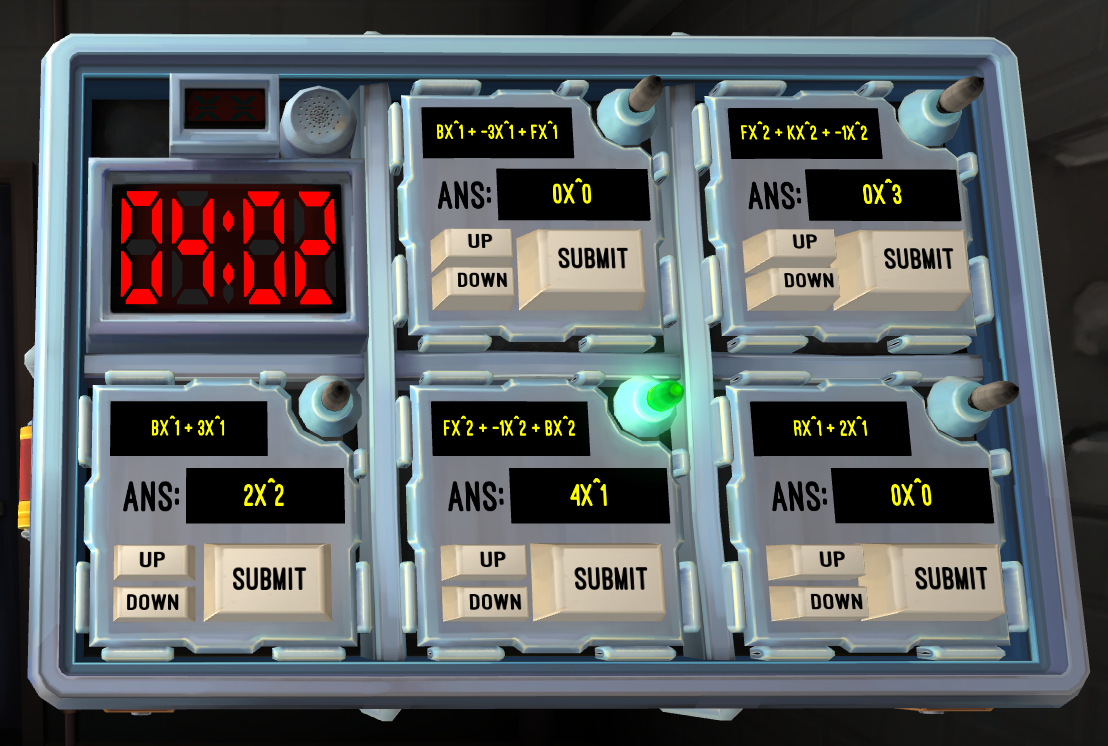 04:02
BX^1 + -3X^1 + FX^1
ANS: 0X^0
UP
DOWN
SUBMIT
FX^2 + KX^2 + -1X^2
ANS: 0X^3
UP
DOWN
SUBMIT
BX^1 + 3X^1
ANS: 2X^2
UP
DOWN
SUBMIT
FX^2 + -1X^2 + BX^2
ANS: 4X^1
UP
DOWN
SUBMIT
RX^1 + 2X^1
ANS: 0X^0
UP
DOWN
SUBMIT